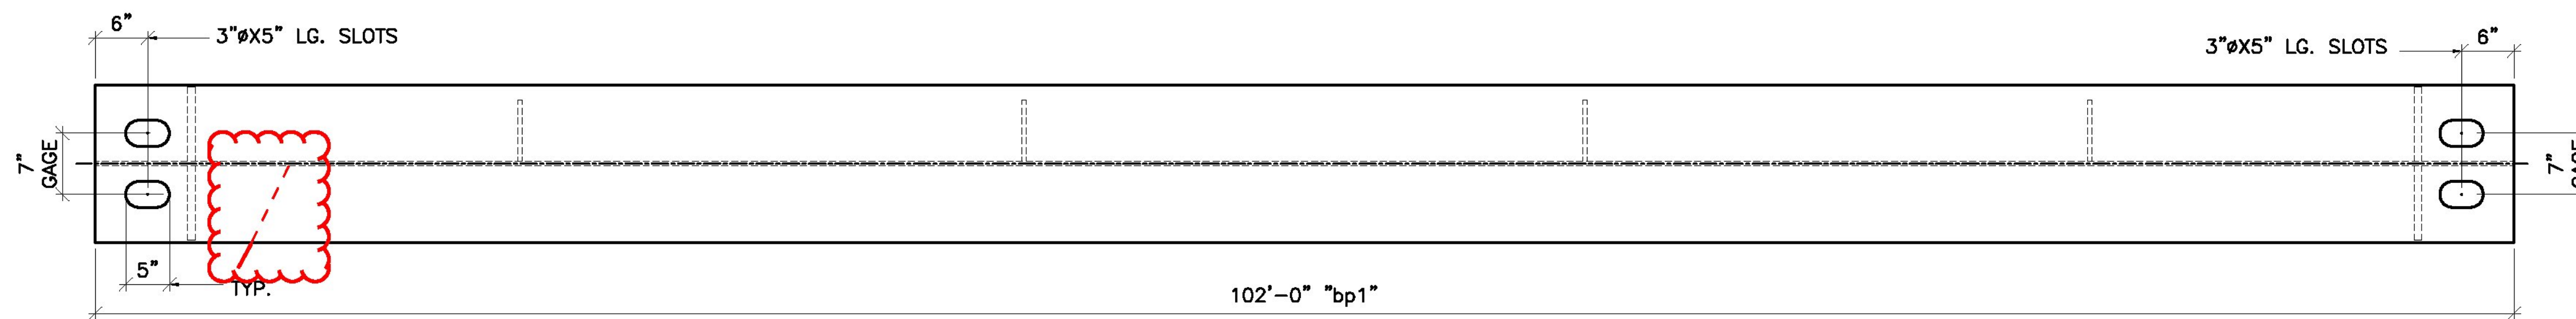 6"
3"øX5" LG. SLOTS
3"øX5" LG. SLOTS
6"
7"
GAGE
7"
5"
TYP.
102'-0" "bp1"